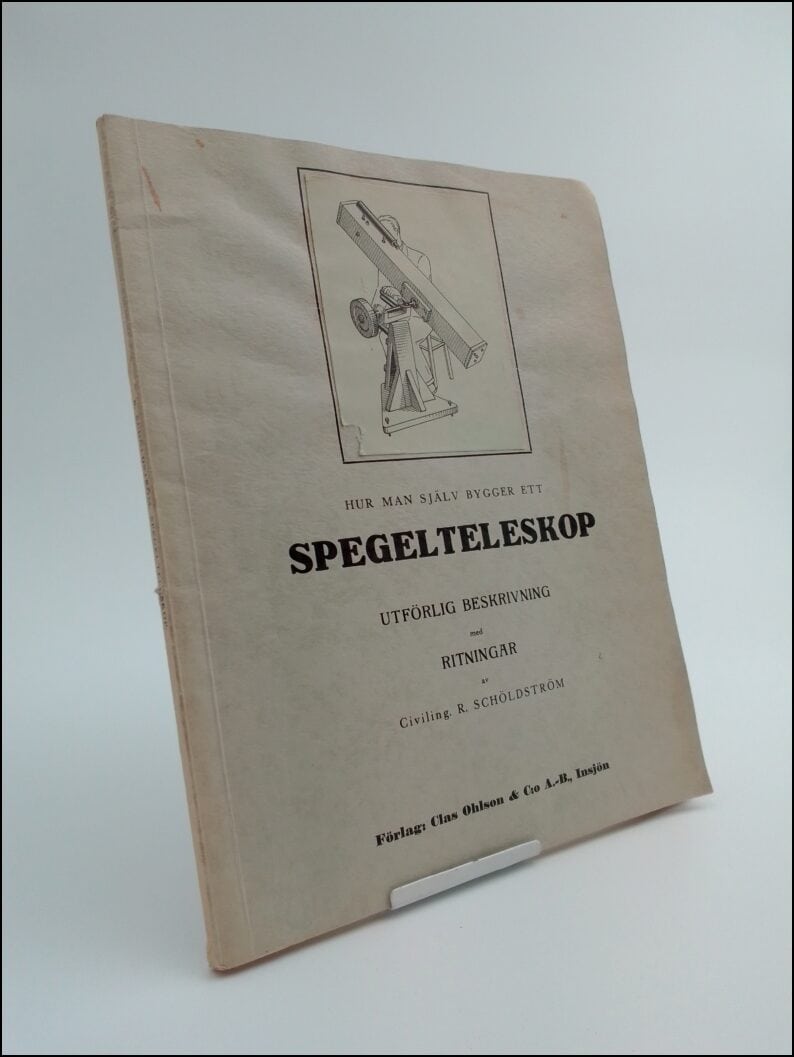 HUR MAN SJÄLV BYGGER ETT
SPEGELTELESKOP
UTFÖRLIG BESKRIVNING
med
RITNINGAR
av
Civiling. R. SCHÖLDSTRÖM
Förlag: Clas Ohlson & C:o A.-B., Insjön